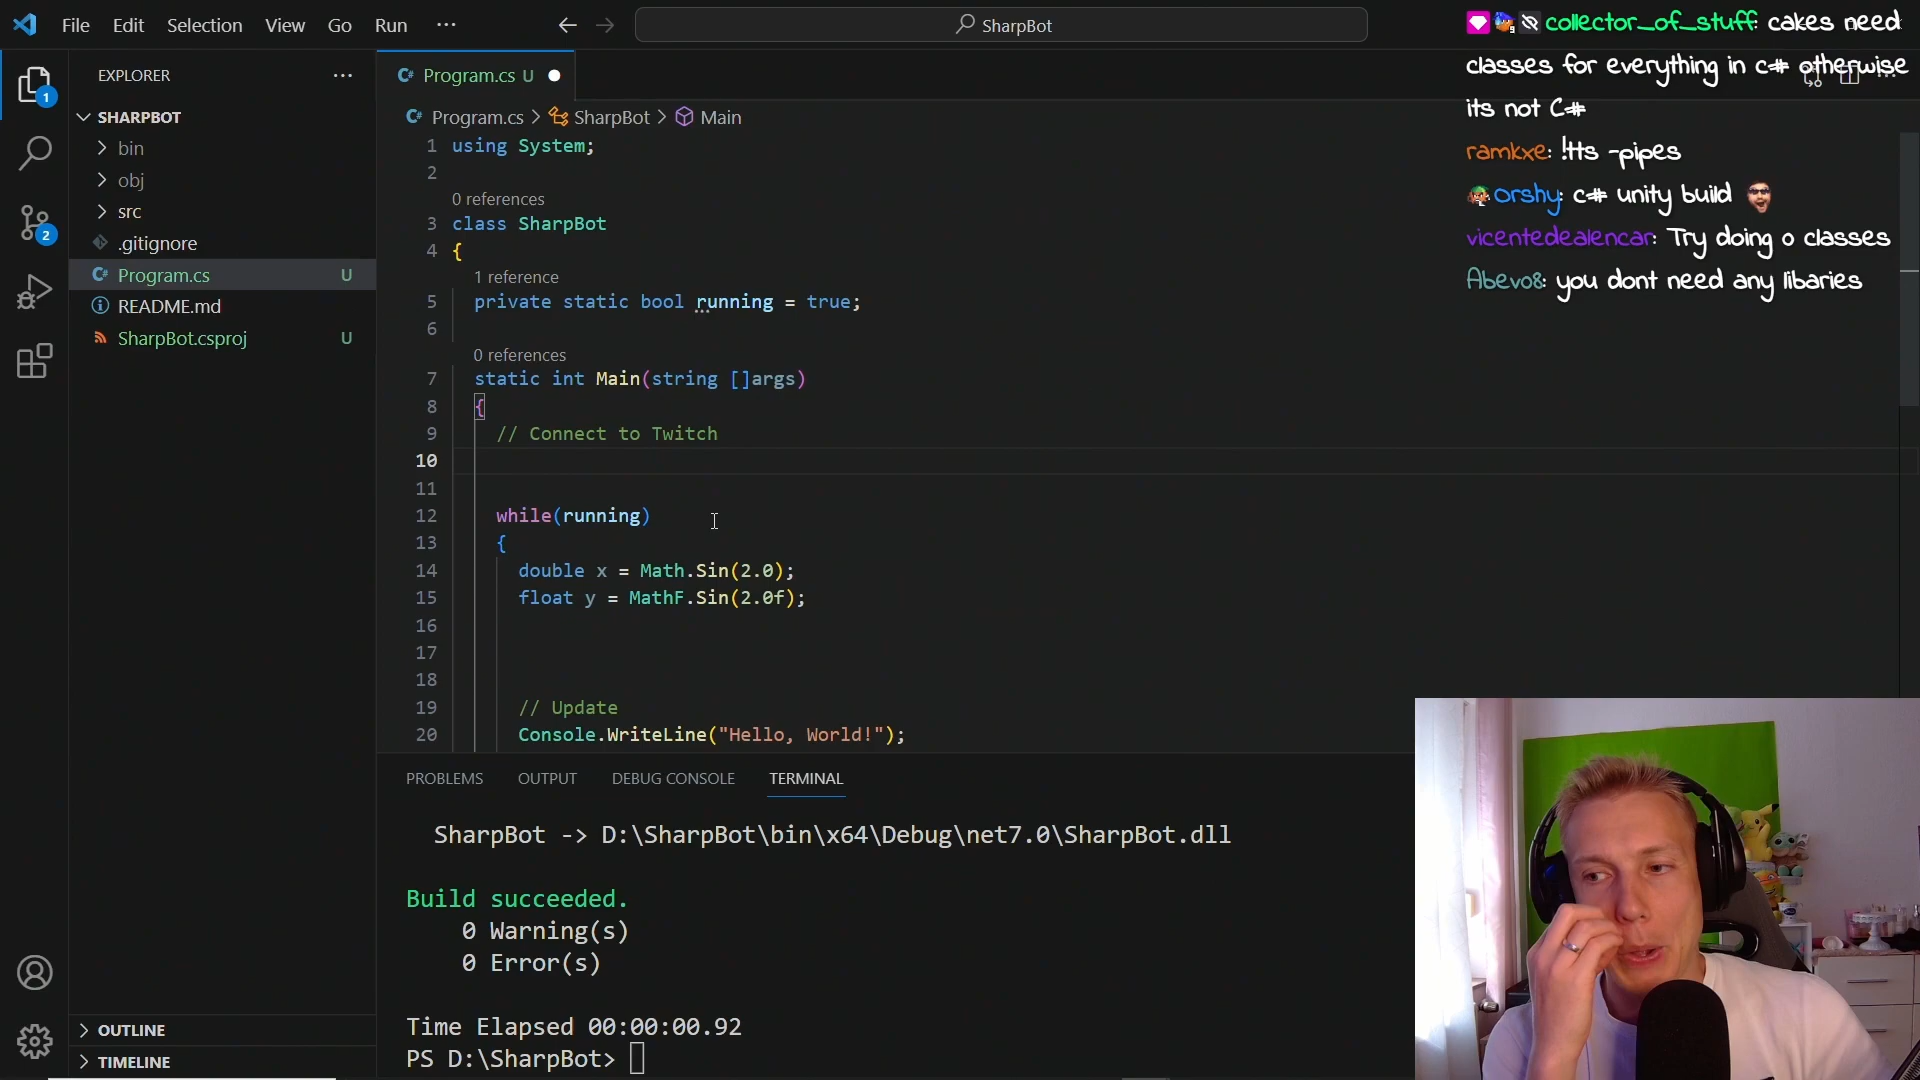 File Edit Selection View Go Run ···
SharpBot
EXPLORER
SHARPBOT
bin
obj
src
.gitignore
Program.cs U
README.md
SharpBot.csproj U
OUTLINE
TIMELINE
1
2
C# Program.cs U
C# Program.cs > SharpBot > Main
1 using System;
2
0 references
3 class SharpBot
4 {
1 reference
5 private static bool running = true;
6
0 references
7 static int Main(string []args)
8 {
9 // Connect to Twitch
10
11
12 while(running)
13 {
14 double x = Math.Sin(2.0);
15 float y = MathF.Sin(2.0f);
16
17
18
19 // Update
20 Console.WriteLine("Hello, World!");
PROBLEMS OUTPUT DEBUG CONSOLE TERMINAL
SharpBot -> D:\SharpBot\bin\x64\Debug\net7.0\SharpBot.dll
Build succeeded.
0 Warning(s)
0 Error(s)
Time Elapsed 00:00:00.92
PS D:\SharpBot>
collector_of_stuff: cakes need
classes for everything in c# otherwise
its not C#
ramkxe: !tts -pipes
orshy: c# unity build
vicentedealencar: Try doing 0 classes
Abevo8: you dont need any libaries